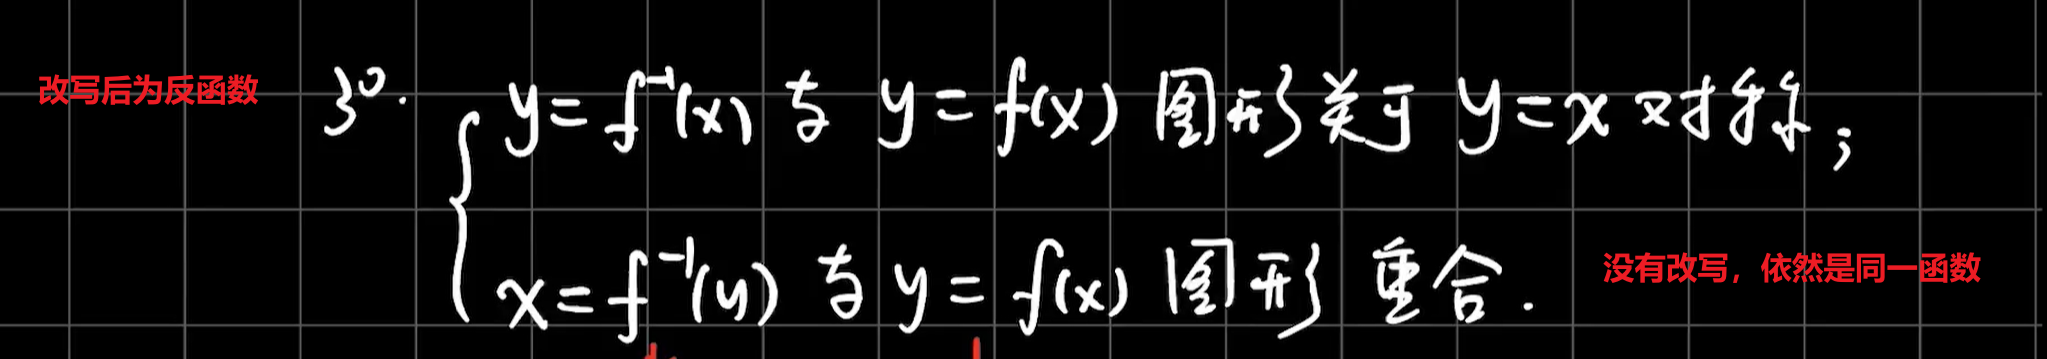 改写后为反函数
3°. y=f⁻¹(x) 与 y=f(x) 图形关于 y=x 对称;
x=f⁻¹(y) 与 y=f(x) 图形 重合.
没有改写，依然是同一函数